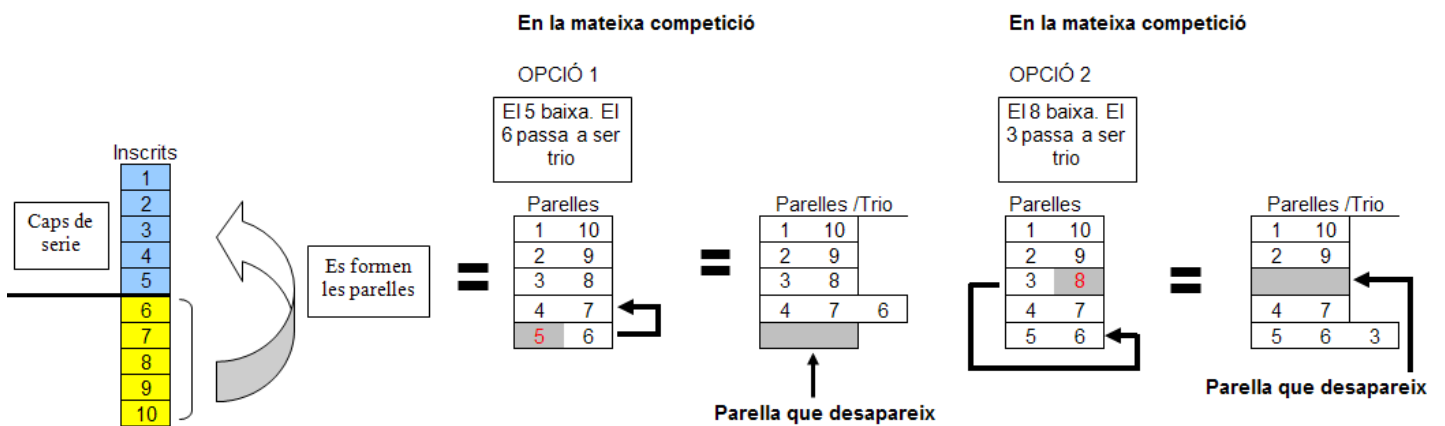 En la mateixa competició
En la mateixa competició
OPCIÓ 1
OPCIÓ 2
El 5 baixa. El
6 passa a ser
trio
El 8 baixa. El
3 passa a ser
trio
Inscrits
1
2
3
4
5
6
7
8
9
10
Caps de
serie
Es formen
les parelles
=
Parelles
1 10
2 9
3 8
4 7
5 6
=
Parelles /Trio
1 10
2 9
3 8
4 7 6
Parella que desapareix
Parelles
1 10
2 9
3 8
4 7
5 6
=
Parelles /Trio
1 10
2 9
4 7
5 6 3
Parella que desapareix